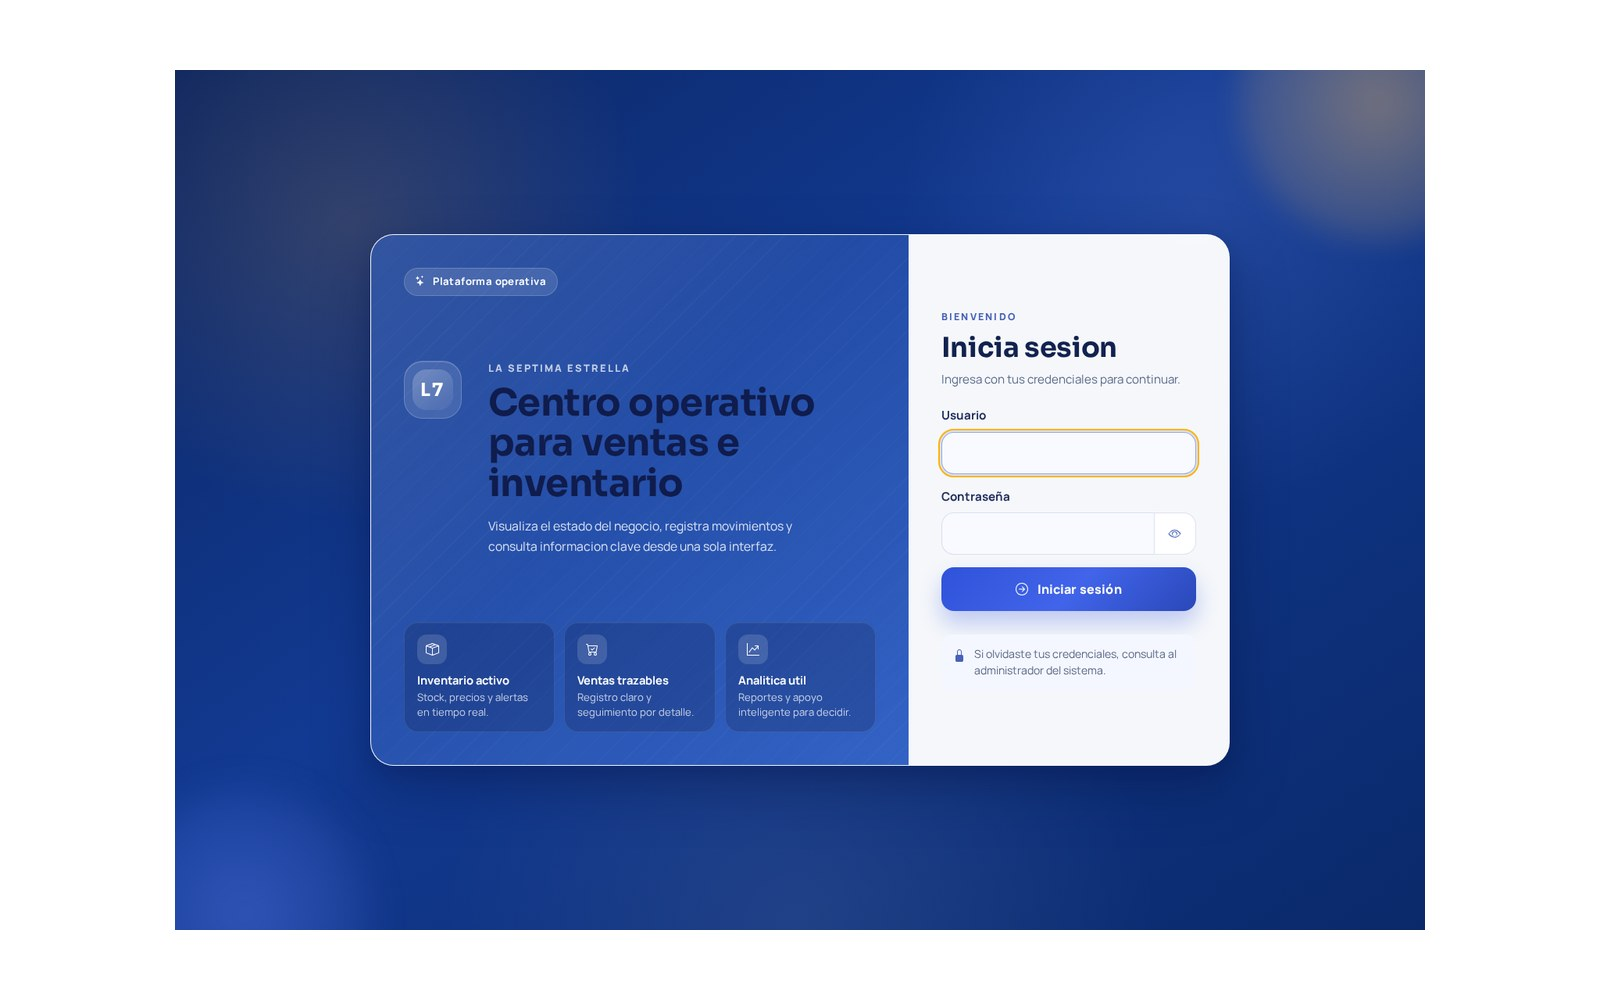 Plataforma operativa
L7
LA SEPTIMA ESTRELLA
Centro operativo
para ventas e
inventario
Visualiza el estado del negocio, registra movimientos y
consulta informacion clave desde una sola interfaz.
Inventario activo
Stock, precios y alertas
en tiempo real.
Ventas trazables
Registro claro y
seguimiento por detalle.
Analitica util
Reportes y apoyo
inteligente para decidir.
BIENVENIDO
Inicia sesion
Ingresa con tus credenciales para continuar.
Usuario
Contraseña
Iniciar sesión
Si olvidaste tus credenciales, consulta al
administrador del sistema.